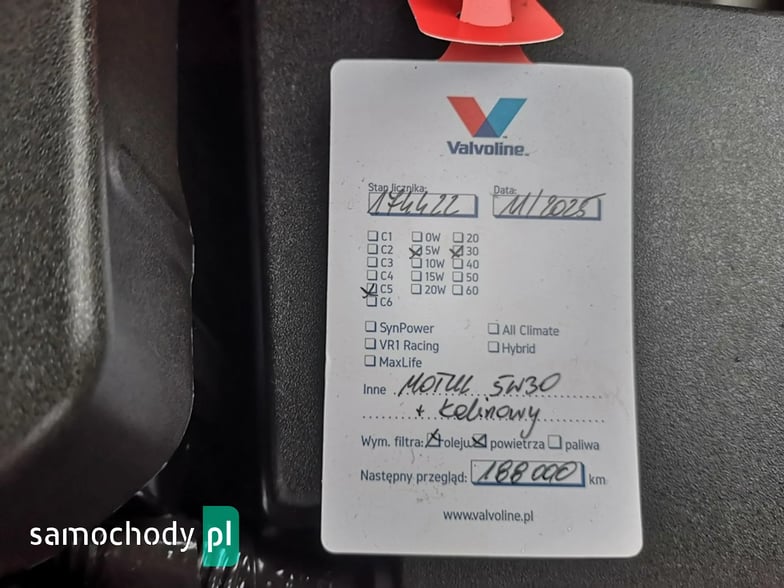 Valvoline™
Stan licznika: Data:
174422 11/2025
C1 0W 20
C2 5W 30
C3 10W 40
C4 15W 50
C5 20W 60
C6
SynPower All Climate
VR1 Racing Hybrid
MaxLife
Inne MOTUL 5W30
+ Kabinowy
Wym. filtra: oleju powietrza paliwa
Następny przegląd: 188000 km
www.valvoline.pl
samochody pl